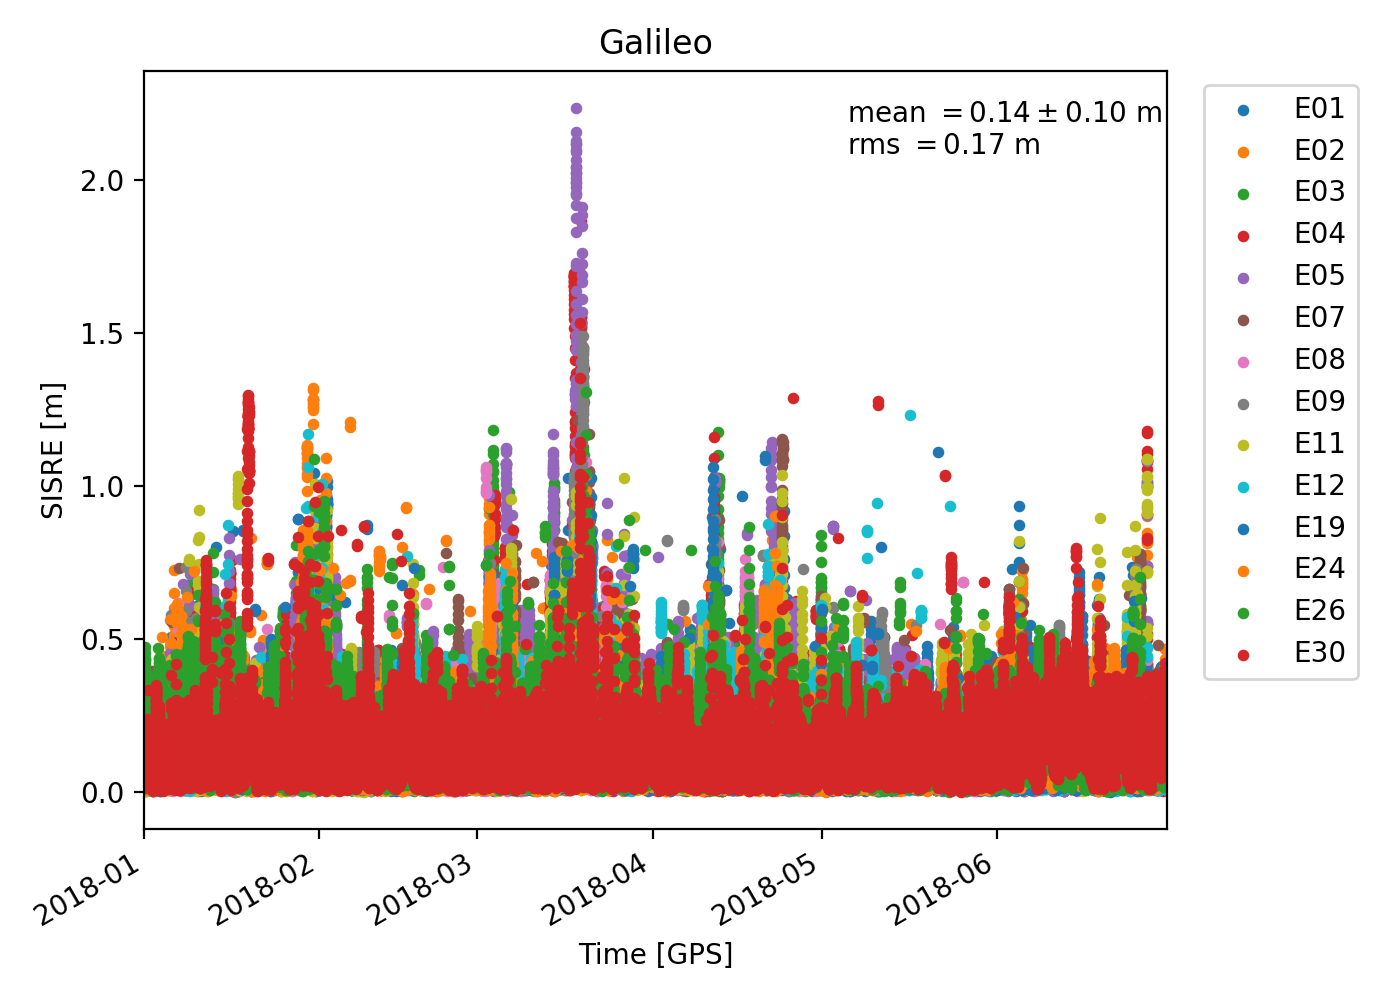 Galileo
mean = 0.14 ± 0.10 m
rms = 0.17 m
2.0
1.5
1.0
0.5
0.0
SISRE [m]
2018-01
2018-02
2018-03
2018-04
2018-05
2018-06
Time [GPS]
E01
E02
E03
E04
E05
E07
E08
E09
E11
E12
E19
E24
E26
E30